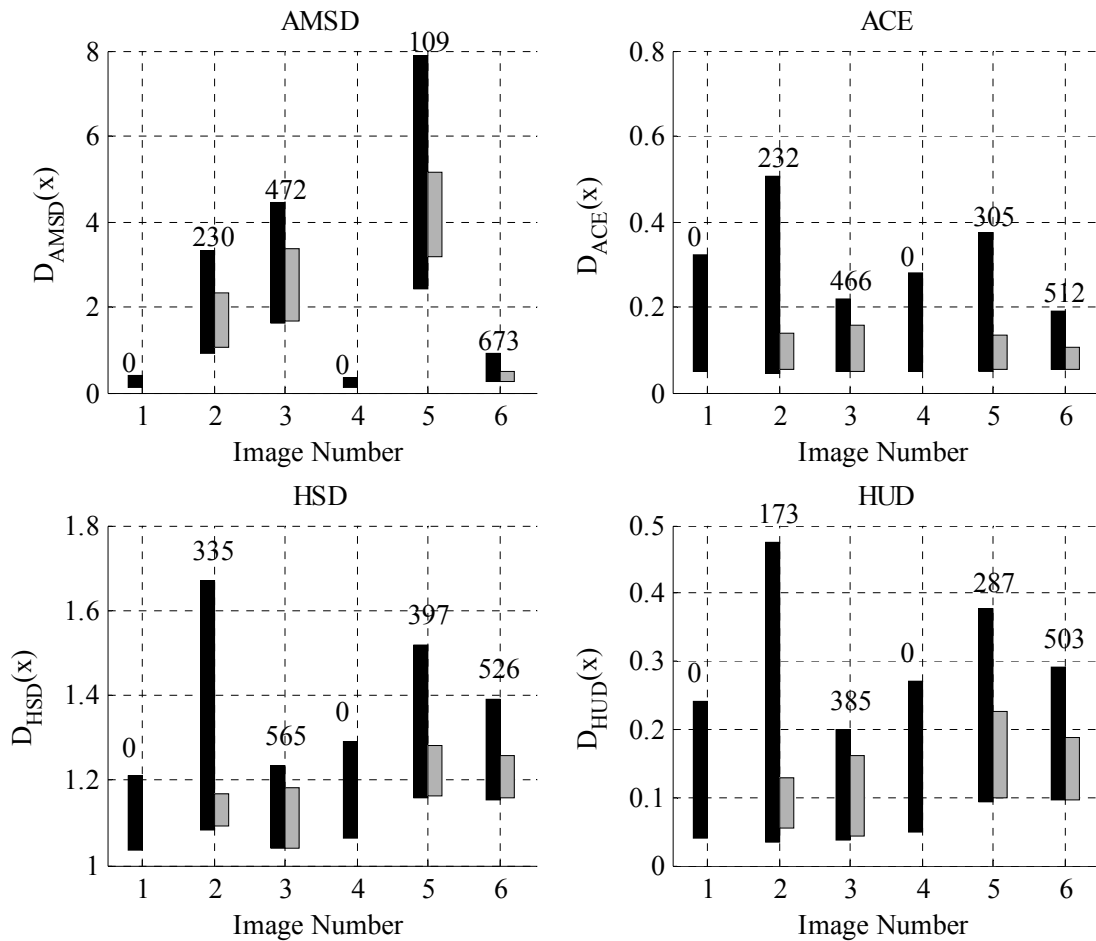 AMSD
8
6
4
2
0
D_AMSD(x)
0
230
472
0
109
673
1 2 3 4 5 6
Image Number
ACE
0.8
0.6
0.4
0.2
0
D_ACE(x)
0
232
466
0
305
512
1 2 3 4 5 6
Image Number
HSD
1.8
1.6
1.4
1.2
1
D_HSD(x)
0
335
565
0
397
526
1 2 3 4 5 6
Image Number
HUD
0.5
0.4
0.3
0.2
0.1
0
D_HUD(x)
0
173
385
0
287
503
1 2 3 4 5 6
Image Number